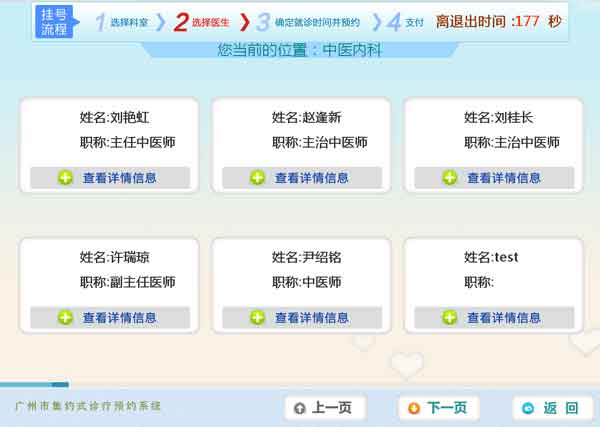 挂号
流程
1 选择科室
2 选择医生
3 确定就诊时间并预约
4 支付
离退出时间 :177 秒
您当前的位置：中医内科
姓名:刘艳虹
职称:主任中医师
查看详情信息
姓名:赵逢新
职称:主治中医师
查看详情信息
姓名:刘桂长
职称:主治中医师
查看详情信息
姓名:许瑞琼
职称:副主任医师
查看详情信息
姓名:尹绍铭
职称:中医师
查看详情信息
姓名:test
职称:
查看详情信息
广州市集约式诊疗预约系统
上一页
下一页
返 回